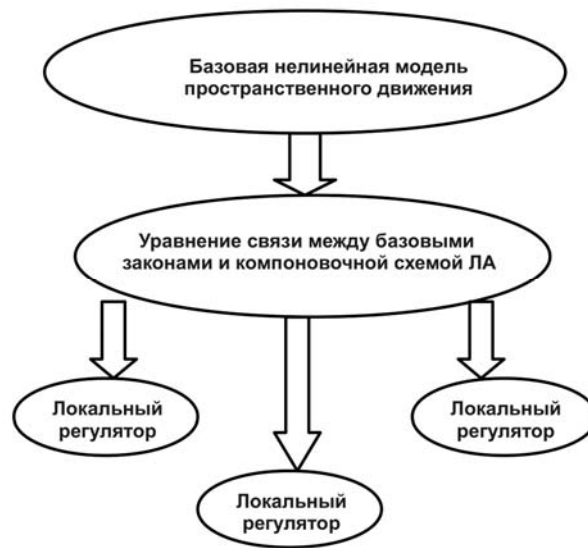 Базовая нелинейная модель
пространственного движения
Уравнение связи между базовыми
законами и компоновочной схемой ЛА
Локальный
регулятор
Локальный
регулятор
Локальный
регулятор